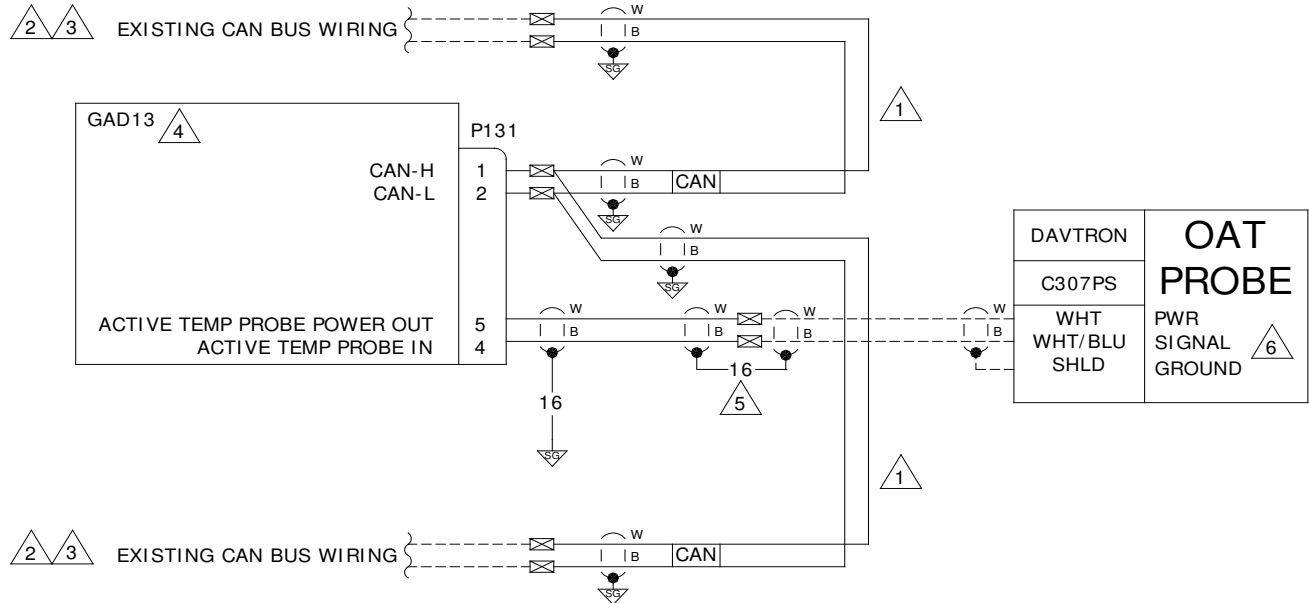 2 3 EXISTING CAN BUS WIRING
W
B
SG
1
GAD13 4
P131
CAN-H 1
CAN-L 2
W
B CAN
SG
W
B
SG
ACTIVE TEMP PROBE POWER OUT 5
ACTIVE TEMP PROBE IN 4
W
B
W
B
W
B
W
B
16
SG
16
5
DAVTRON
C307PS
OAT
PROBE
WHT PWR
WHT/BLU SIGNAL
SHLD GROUND
6
1
2 3 EXISTING CAN BUS WIRING
W
B CAN
SG